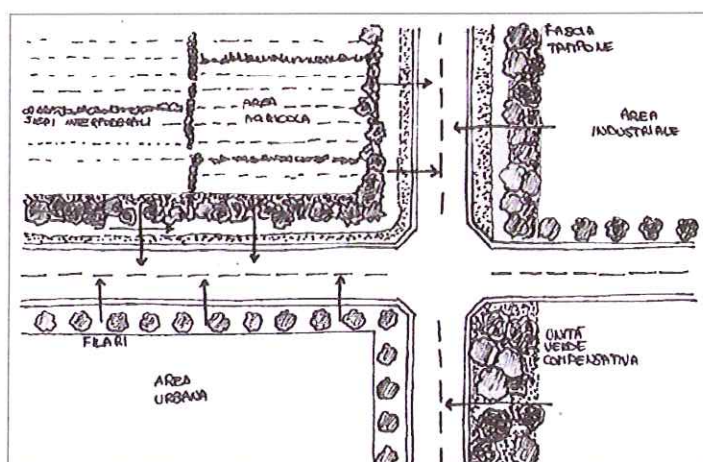 FASCIA
TAMPONE
AREA
INDUSTRIALE
AREA
AGRICOLA
SIEPI INTERPODERALI
FILARI
AREA
URBANA
UNITÀ
VERDE
COMPENSATIVA